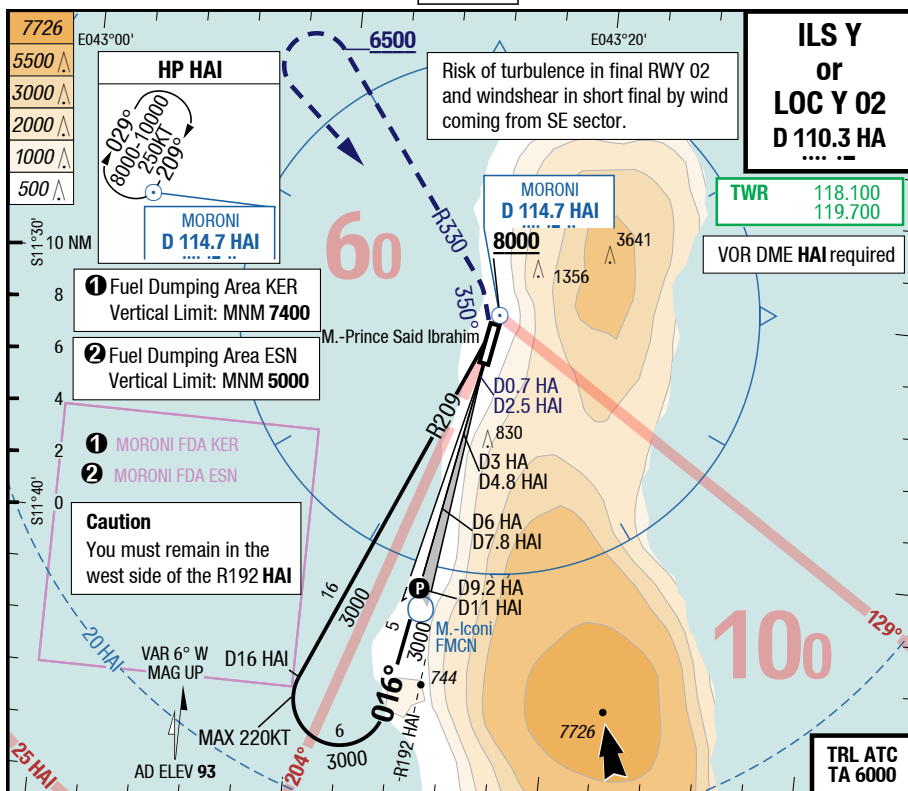 7726
5500
3000
2000
1000
500
E043°00'
6500
E043°20'
ILS Y
or
LOC Y 02
D 110.3 HA
HP HAI
029°
8000-10000
250KT
209°
MORONI
D 114.7 HAI
Risk of turbulence in final RWY 02
and windshear in short final by wind
coming from SE sector.
TWR 118.100
119.700
VOR DME HAI required
MORONI
D 114.7 HAI
8000
R330
350°
60
3641
1356
S11°30'
10 NM
8
6
4
2
0
S11°40'
1 Fuel Dumping Area KER
Vertical Limit: MNM 7400
2 Fuel Dumping Area ESN
Vertical Limit: MNM 5000
M.-Prince Said Ibrahim
R209
D0.7 HA
D2.5 HAI
830
D3 HA
D4.8 HAI
1 MORONI FDA KER
2 MORONI FDA ESN
Caution
You must remain in the
west side of the R192 HAI
D6 HA
D7.8 HAI
P
D9.2 HA
D11 HAI
M.-Iconi
FMCN
16
3000
5
3000
100
129°
20 HAI
VAR 6° W
MAG UP
D16 HAI
016°
744
MAX 220KT
6
3000
R192 HAI
7726
204°
25 HAI
AD ELEV 93
TRL ATC
TA 6000